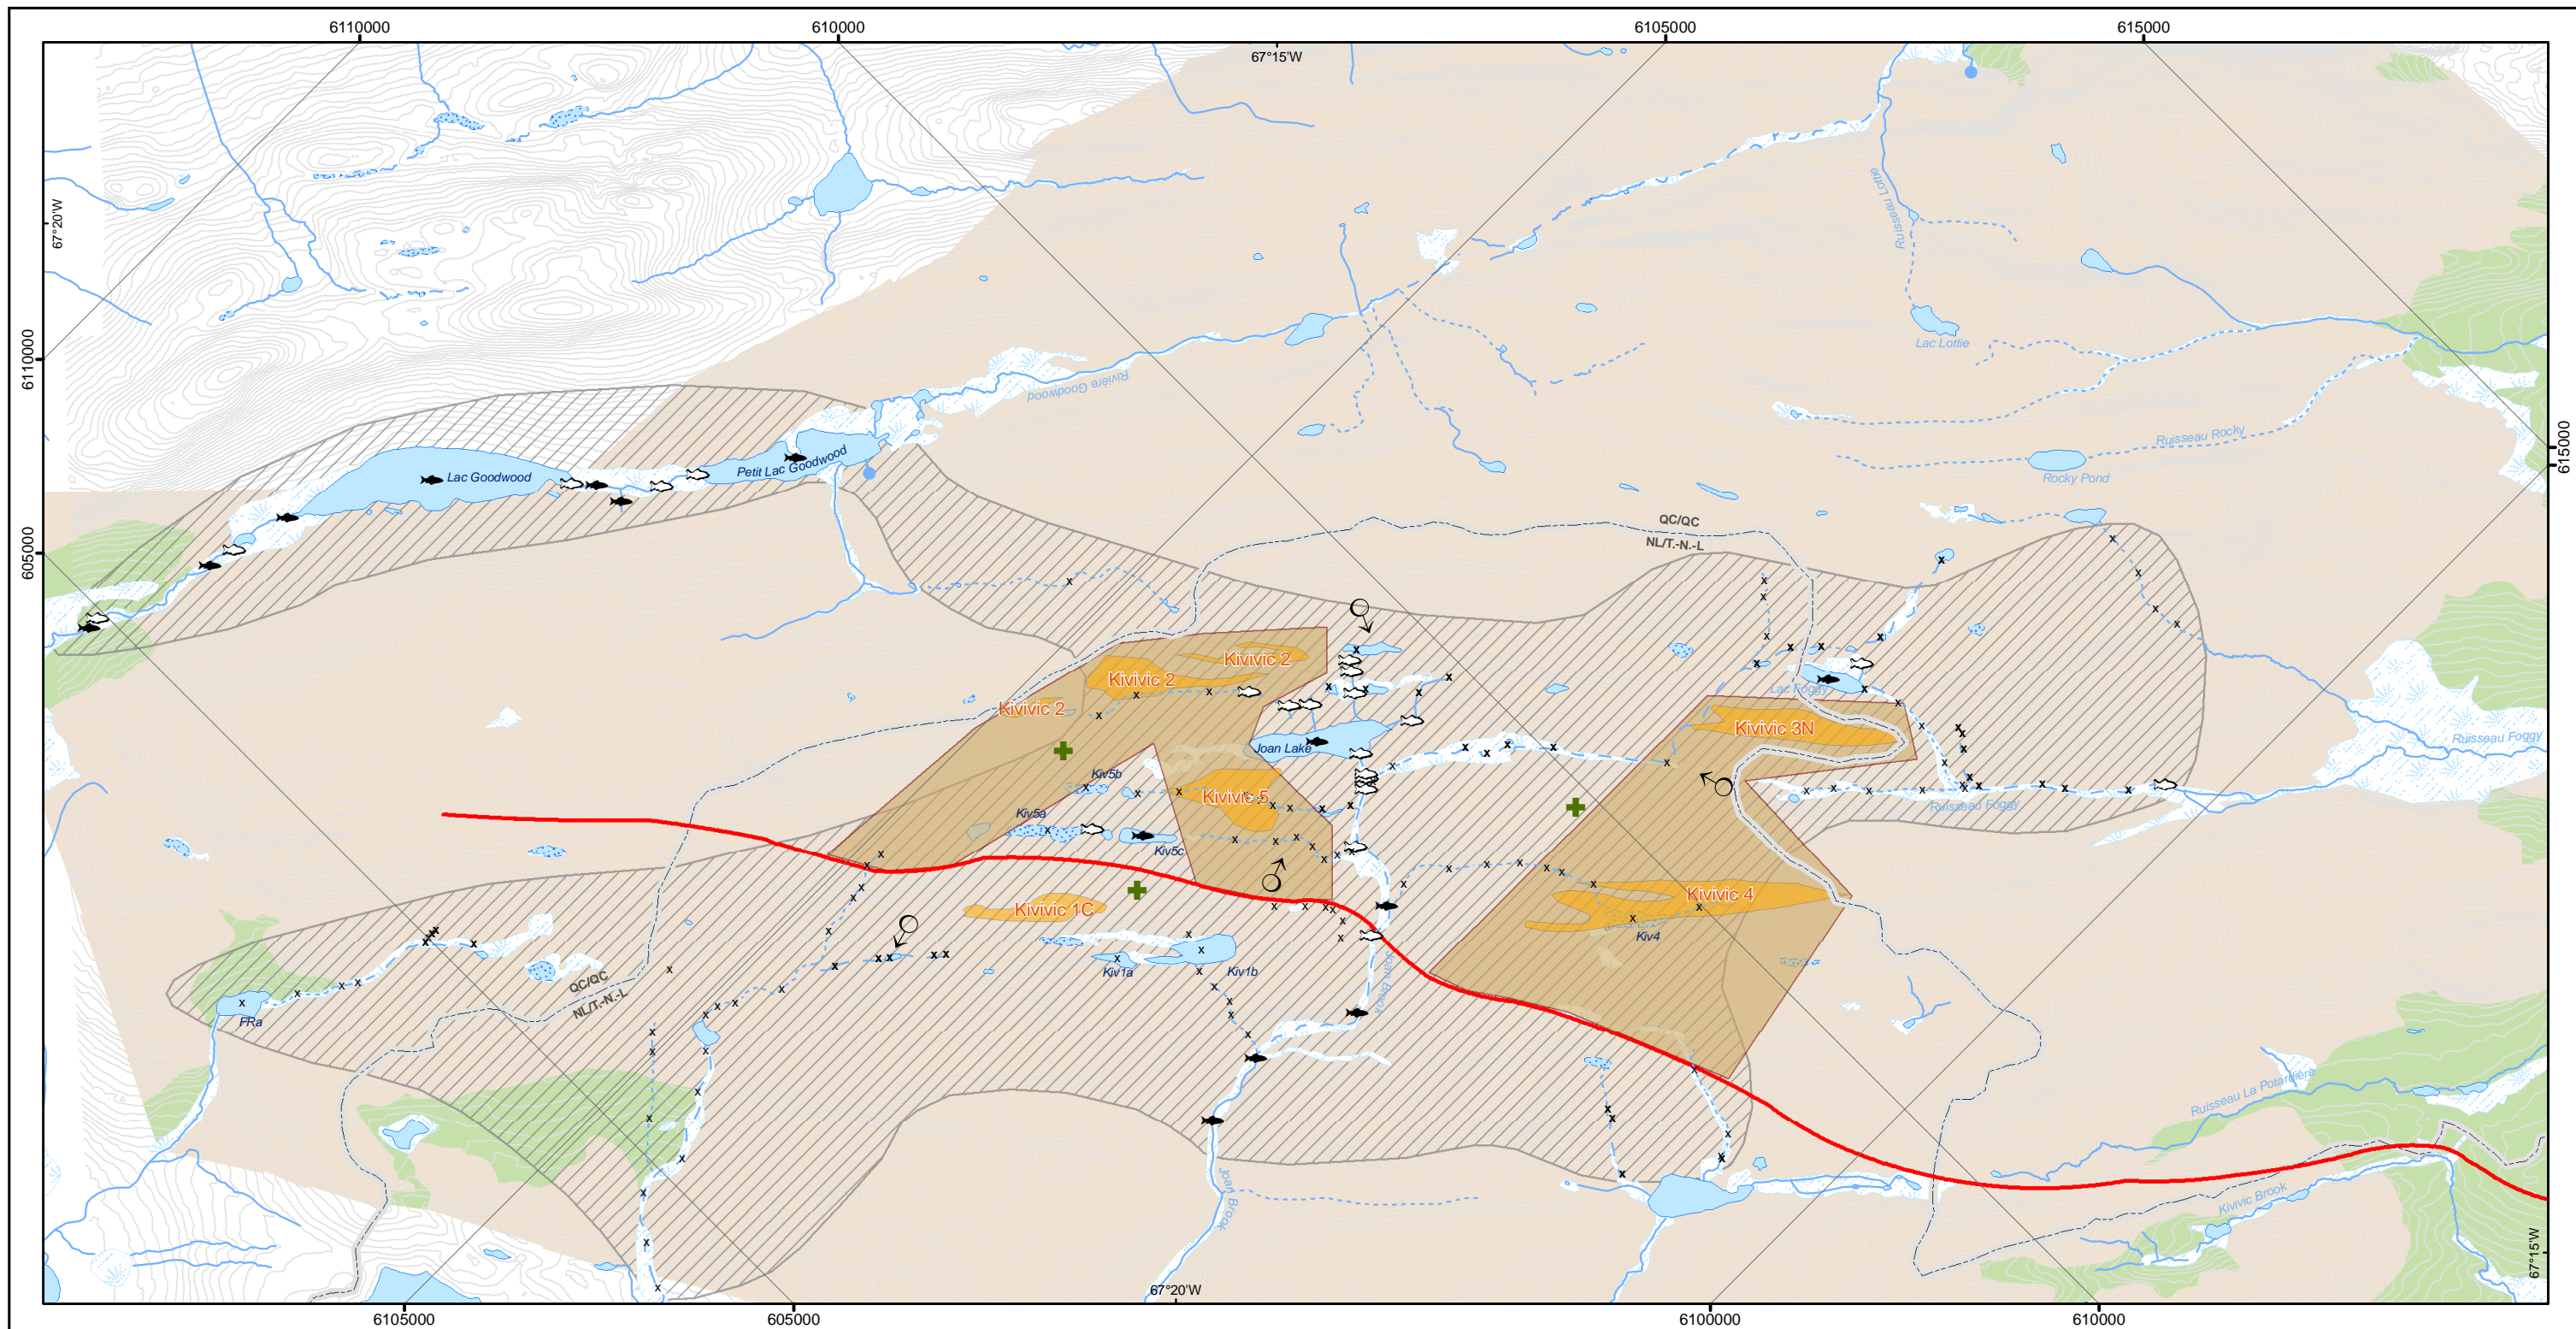 6110000
610000
6105000
615000
67°15'W
67°20'W
Ruisseau Lottie
Lac Lottie
6110000
Rivière Goodwood
Ruisseau Rocky
615000
Lac Goodwood
Petit Lac Goodwood
Rocky Pond
605000
QC/QC
NL/T.-N.-L
Kivivic 2
Kivivic 2
Kivivic 2
Lac Foggy
Kivivic 3N
Joan Lake
Ruisseau Foggy
Kiv5b
Kivivic 5
Ruisseau Foggy
Kiv5a
Kiv5c
Kivivic 4
Kivivic 1C
Kiv4
Kiv1a
Kiv1b
Joan Brook
QC/QC
NL/T.-N.-L
FRa
Ruisseau La Potardière
Joan Brook
Kivivic Brook
67°15'W
67°20'W
6105000
605000
6100000
610000